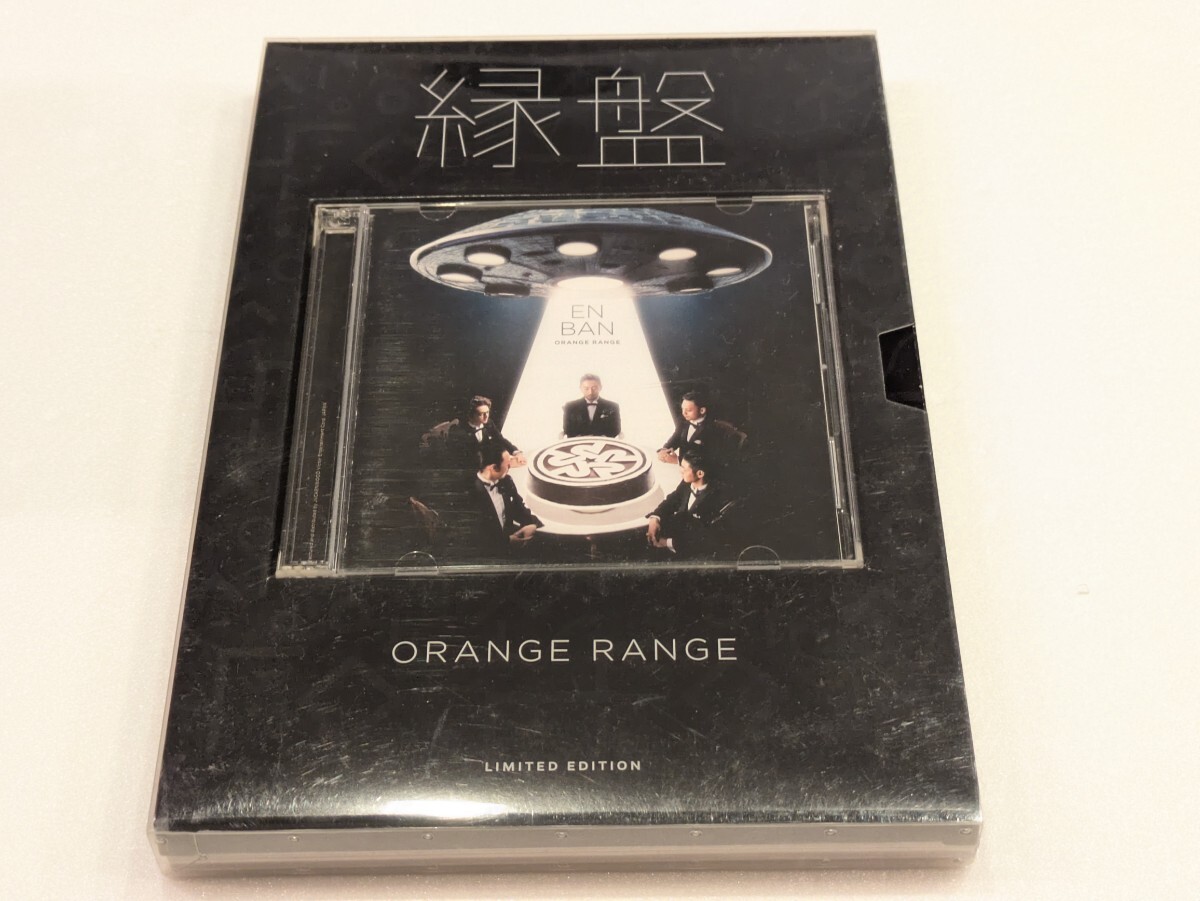 縁盤
EN
BAN
ORANGE RANGE
ORANGE RANGE
LIMITED EDITION